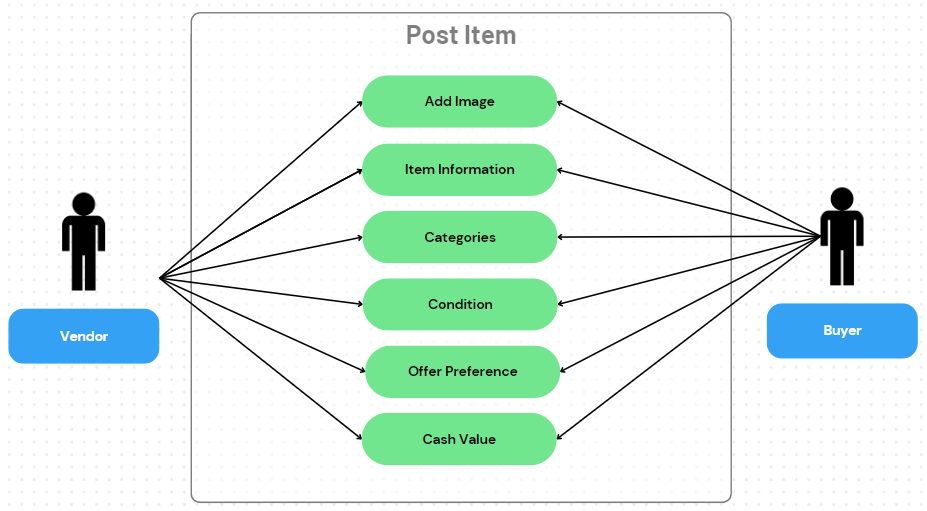 Post Item
Add Image
Item Information
Categories
Condition
Offer Preference
Cash Value
Vendor
Buyer